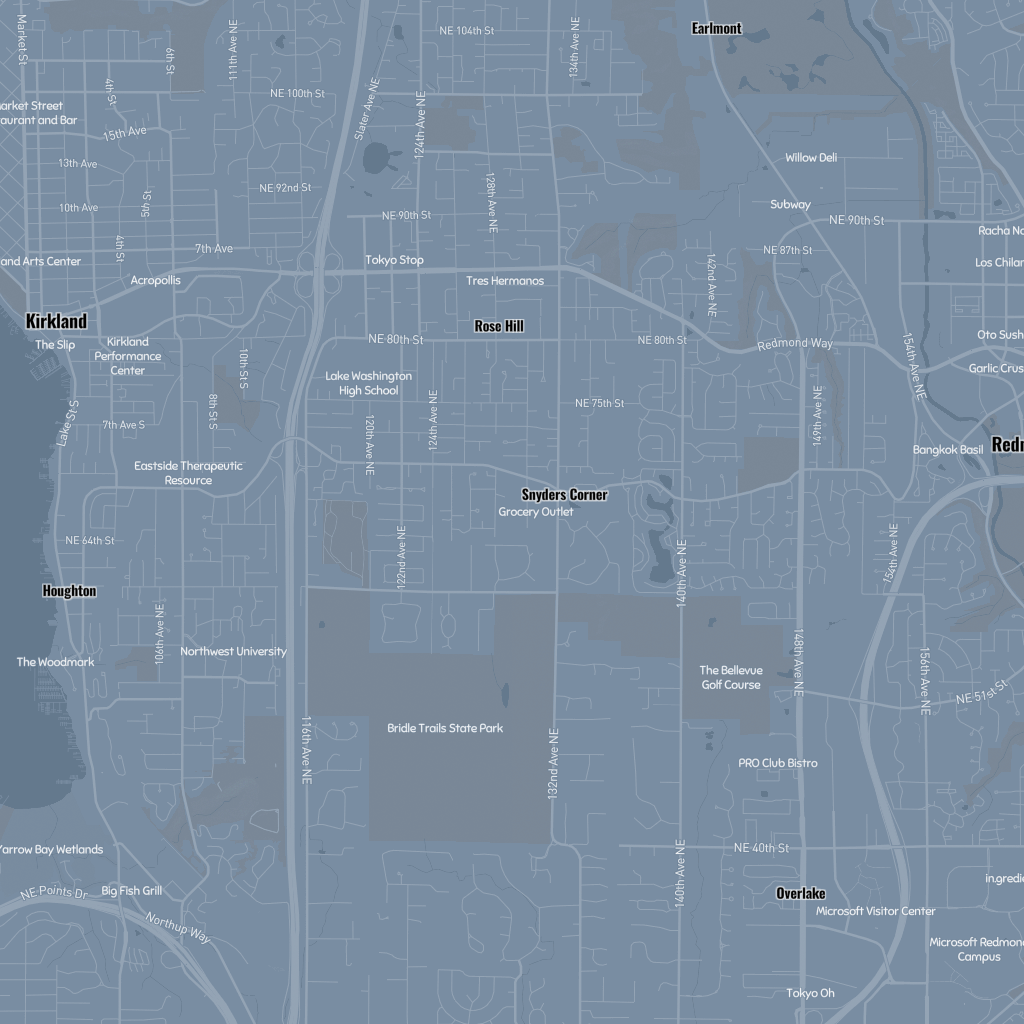 Market St
111th Ave NE
134th Ave NE
Earlmont
NE 104th St
6th St
4th St
NE 100th St
Slater Ave NE
124th Ave NE
arket Street
aurant and Bar
15th Ave
13th Ave
Willow Deli
NE 92nd St
128th Ave NE
5th St
10th Ave
Subway
NE 90th St
NE 90th St
Racha No
4th St
7th Ave
NE 87th St
and Arts Center
Tokyo Stop
Los Chilan
Acropollis
Tres Hermanos
142nd Ave NE
Kirkland
Rose Hill
The Slip
Kirkland
Performance
Center
NE 80th St
NE 80th St
Redmond Way
Oto Sush
154th Ave NE
Garlic Crus
10th St S
Lake Washington
High School
8th St S
NE 75th St
149th Ave NE
Lake St S
7th Ave S
120th Ave NE
124th Ave NE
Bangkok Basil
Redm
Eastside Therapeutic
Resource
Snyders Corner
Grocery Outlet
NE 64th St
122nd Ave NE
140th Ave NE
154th Ave NE
Houghton
106th Ave NE
Northwest University
The Woodmark
148th Ave NE
156th Ave NE
The Bellevue
Golf Course
NE 51st St
116th Ave NE
Bridle Trails State Park
132nd Ave NE
PRO Club Bistro
Yarrow Bay Wetlands
NE 40th St
140th Ave NE
NE Points Dr
Big Fish Grill
in.gredie
Overlake
Microsoft Visitor Center
Northup Way
Microsoft Redmond
Campus
Tokyo Oh